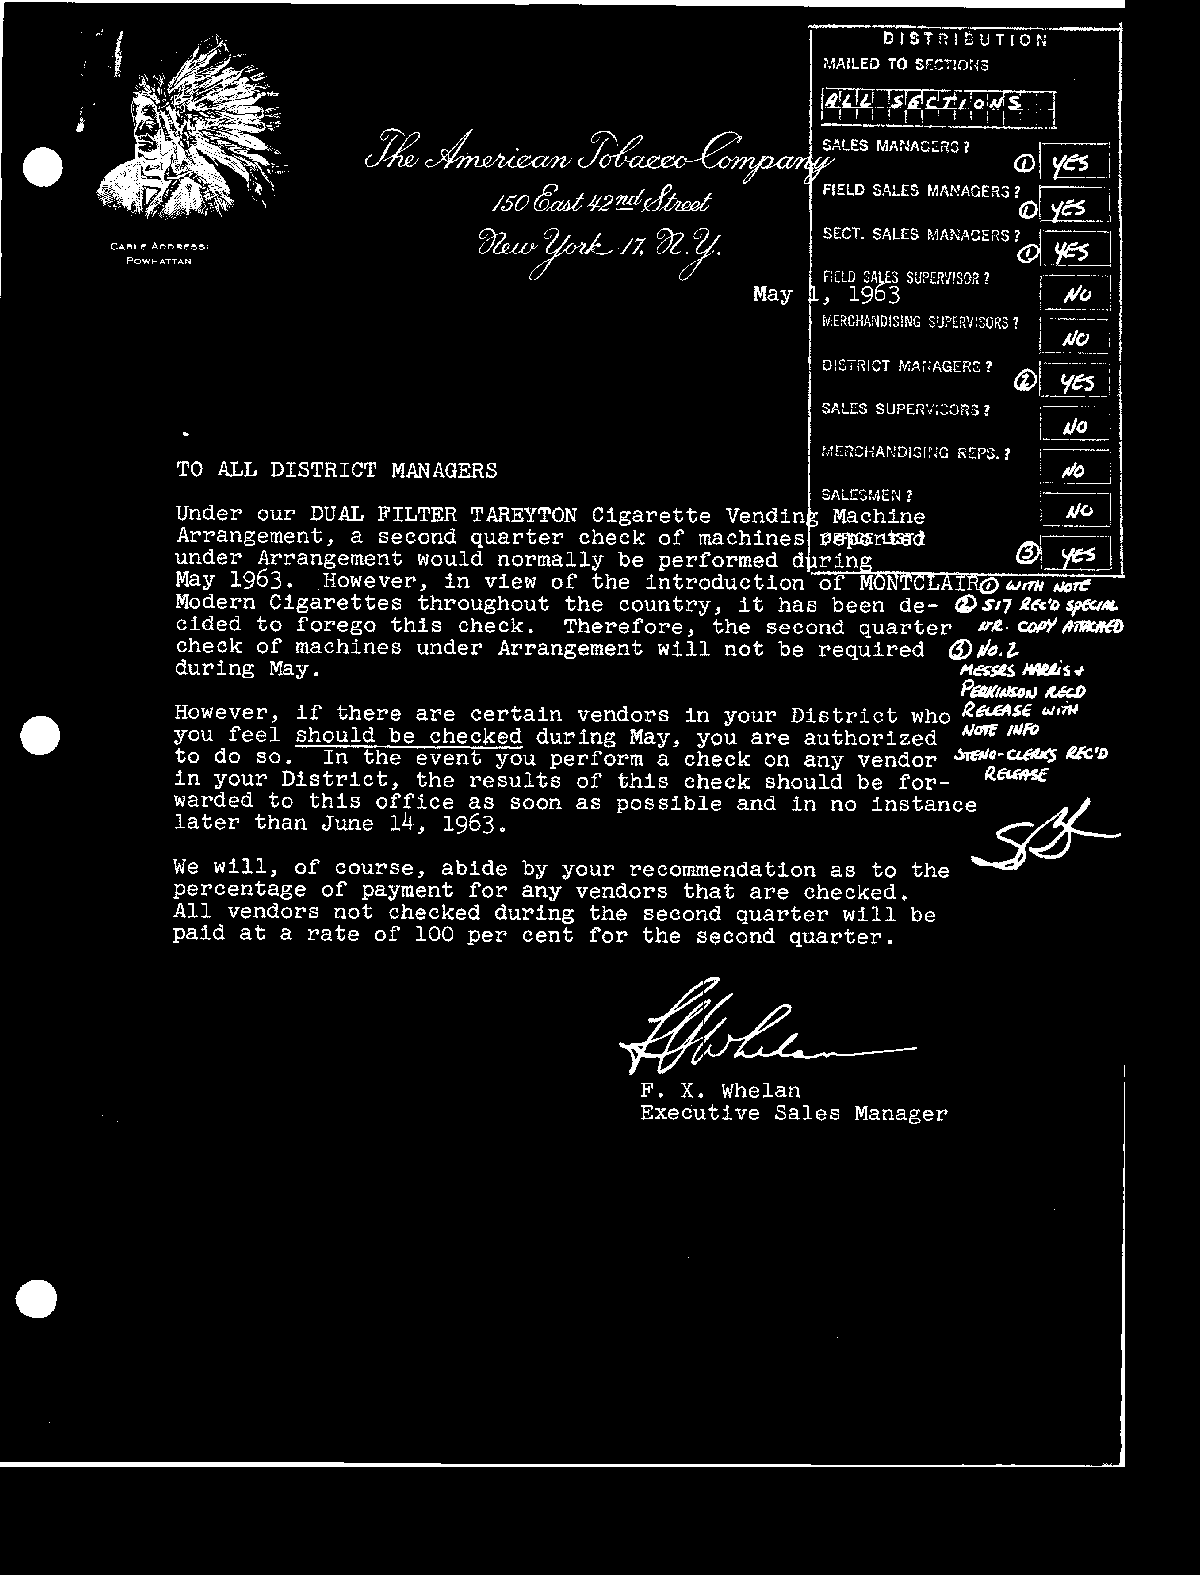 DISTRIBUTION
MAILED TO SECTIONS
ALL SECTIONS
SALES MANAGERS? ① YES
FIELD SALES MANAGERS? ① YES
SECT. SALES MANAGERS? ① YES
FIELD SALES SUPERVISOR? NO
MERCHANDISING SUPERVISORS? NO
DISTRICT MANAGERS? ② YES
SALES SUPERVISORS? NO
MERCHANDISING REPS.? NO
SALESMEN? NO
③ YES
CABLE ADDRESS:
POWHATTAN
The American Tobacco Company
150 East 42nd Street
New York 17, N.Y.
May 1, 1963
TO ALL DISTRICT MANAGERS
Under our DUAL FILTER TAREYTON Cigarette Vending Machine
Arrangement, a second quarter check of machines reported
under Arrangement would normally be performed during
May 1963. However, in view of the introduction of MONTCLAIR
Modern Cigarettes throughout the country, it has been de-
cided to forego this check. Therefore, the second quarter
check of machines under Arrangement will not be required
during May.
However, if there are certain vendors in your District who
you feel should be checked during May, you are authorized
to do so. In the event you perform a check on any vendor
in your District, the results of this check should be for-
warded to this office as soon as possible and in no instance
later than June 14, 1963.
We will, of course, abide by your recommendation as to the
percentage of payment for any vendors that are checked.
All vendors not checked during the second quarter will be
paid at a rate of 100 per cent for the second quarter.
① WITH NOTE
② 517 REC'D SPECIAL
LTR. COPY ATTACHED
③ NO. 2
MESSRS HARRIS +
PERKINSON REC'D
RELEASE WITH
NOTE INFO
STENO-CLERKS REC'D
RELEASE
F X Whelan
F. X. Whelan
Executive Sales Manager